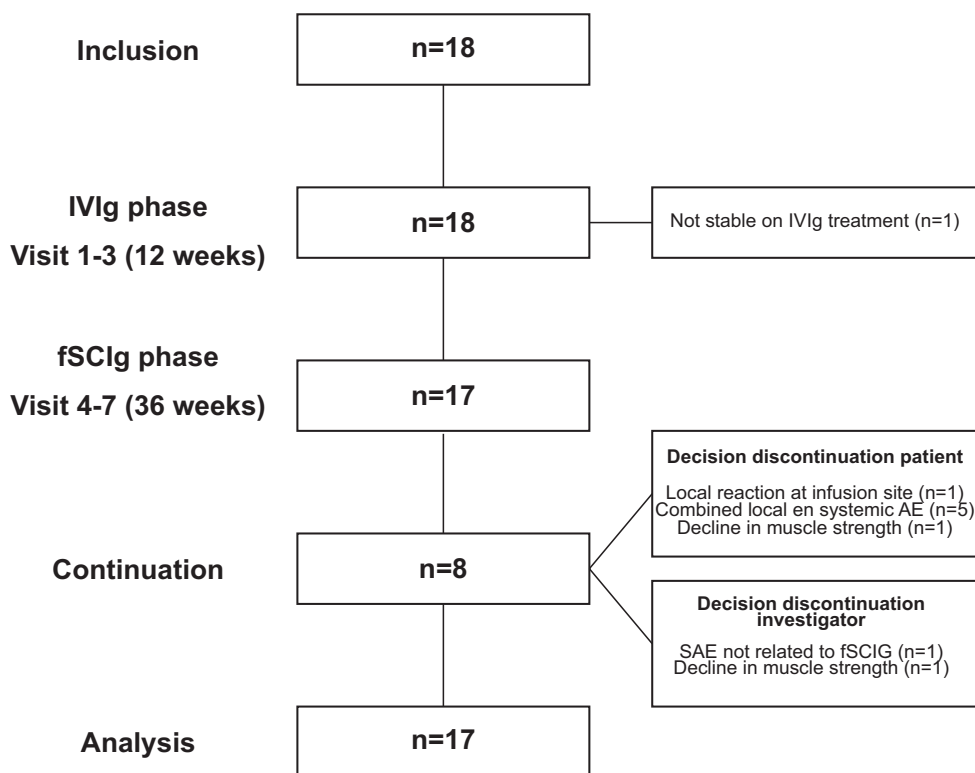 Inclusion
n=18
IVIg phase
Visit 1-3 (12 weeks)
n=18
Not stable on IVIg treatment (n=1)
fSCIg phase
Visit 4-7 (36 weeks)
n=17
Decision discontinuation patient
Local reaction at infusion site (n=1)
Combined local en systemic AE (n=5)
Decline in muscle strength (n=1)
Continuation
n=8
Decision discontinuation
investigator
SAE not related to fSCIG (n=1)
Decline in muscle strength (n=1)
Analysis
n=17